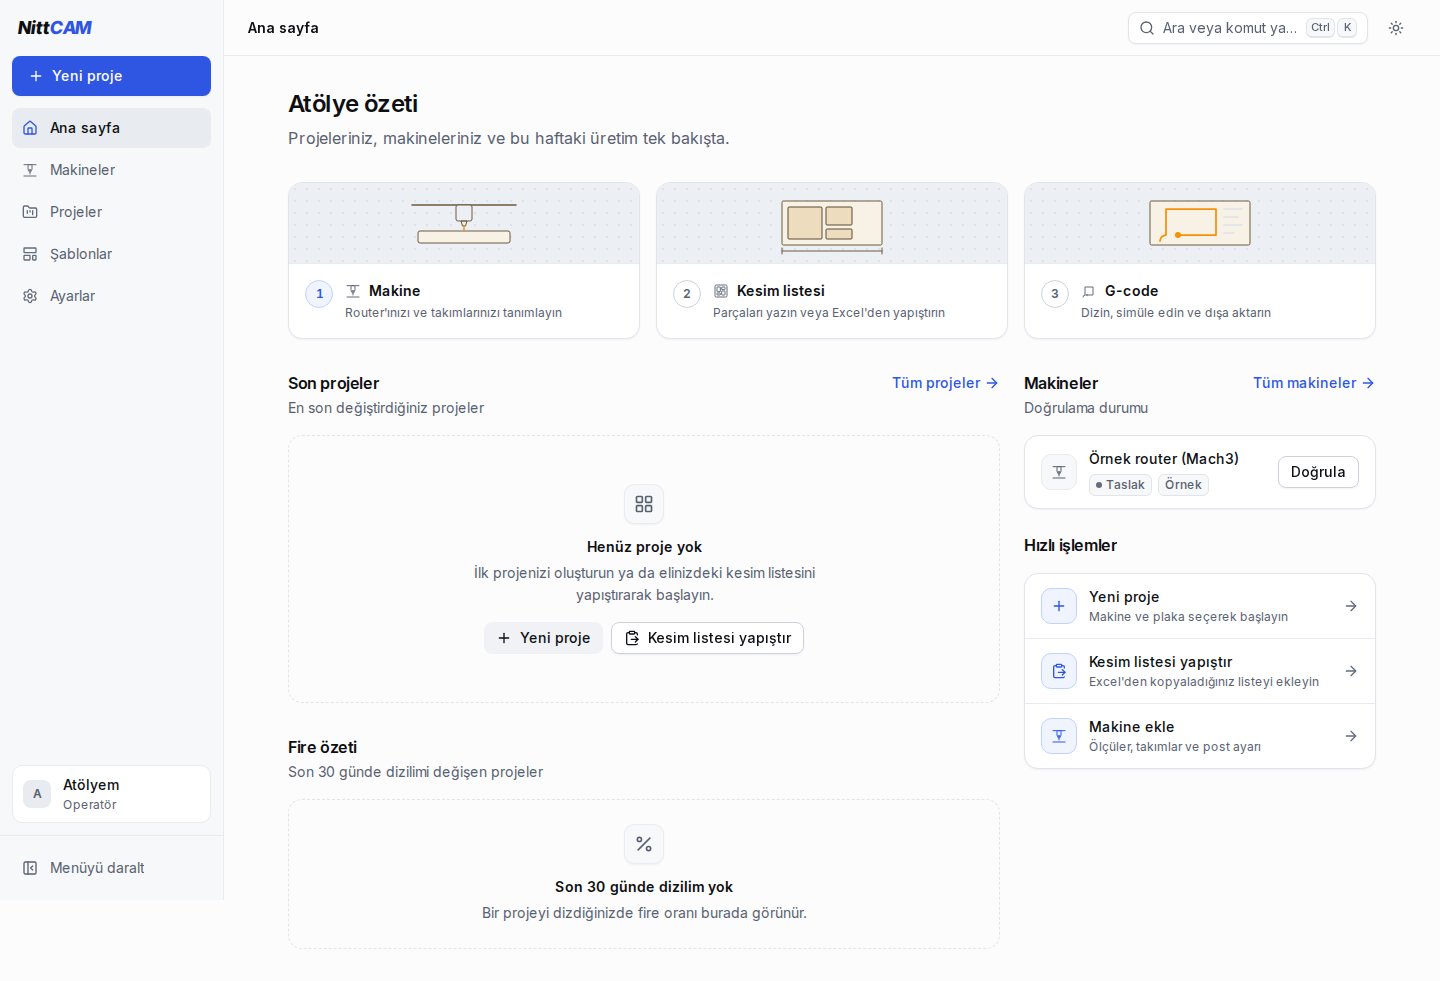 NittCAM
Yeni proje
Ana sayfa
Makineler
Projeler
Şablonlar
Ayarlar
A
Atölyem
Operatör
Menüyü daralt
Ana sayfa
Ara veya komut ya...
Ctrl K
Atölye özeti
Projeleriniz, makineleriniz ve bu haftaki üretim tek bakışta.
1
Makine
Router'ınızı ve takımlarınızı tanımlayın
2
Kesim listesi
Parçaları yazın veya Excel'den yapıştırın
3
G-code
Dizin, simüle edin ve dışa aktarın
Son projeler
Tüm projeler
En son değiştirdiğiniz projeler
Henüz proje yok
İlk projenizi oluşturun ya da elinizdeki kesim listesini
yapıştırarak başlayın.
Yeni proje
Kesim listesi yapıştır
Fire özeti
Son 30 günde dizilimi değişen projeler
Son 30 günde dizilim yok
Bir projeyi dizdiğinizde fire oranı burada görünür.
Makineler
Tüm makineler
Doğrulama durumu
Örnek router (Mach3)
Taslak
Örnek
Doğrula
Hızlı işlemler
Yeni proje
Makine ve plaka seçerek başlayın
Kesim listesi yapıştır
Excel'den kopyaladığınız listeyi ekleyin
Makine ekle
Ölçüler, takımlar ve post ayarı